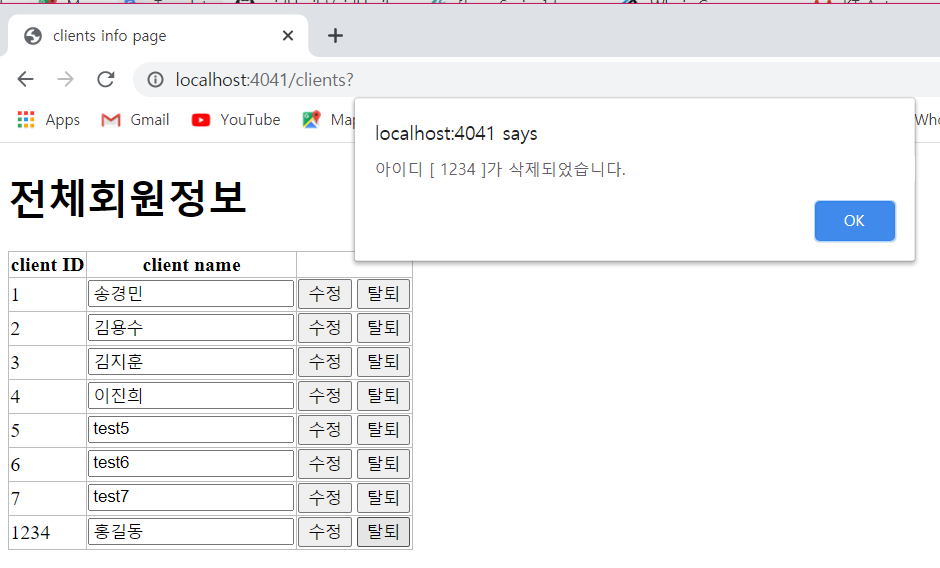 clients info page
localhost:4041/clients?
Apps Gmail YouTube
localhost:4041 says
아이디 [ 1234 ]가 삭제되었습니다.
OK
전체회원정보
client ID client name
1 송경민 수정 탈퇴
2 김용수 수정 탈퇴
3 김지훈 수정 탈퇴
4 이진희 수정 탈퇴
5 test5 수정 탈퇴
6 test6 수정 탈퇴
7 test7 수정 탈퇴
1234 홍길동 수정 탈퇴